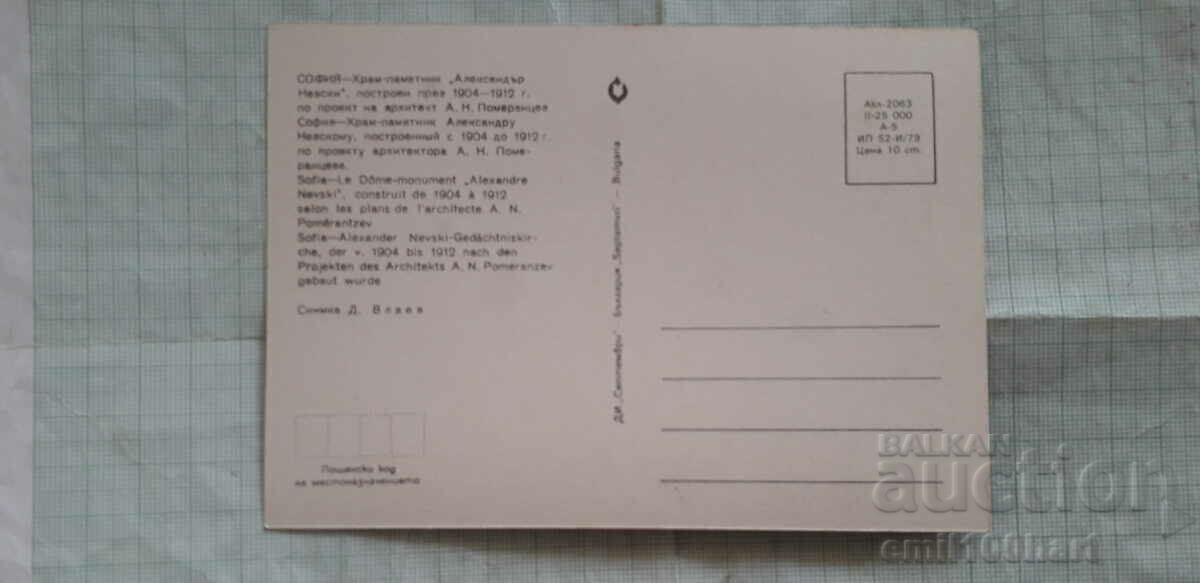 СОФИЯ—Храм-паметник „Александър
Невски", построен през 1904—1912 г.
по проект на архитект А. Н. Померанцев
София—Храм-памятник Александру
Невскому, построенный с 1904 до 1912 г.
по проекту архитектора А. Н. Поме-
ранцева.
Sofia—Le Dôme-monument „Alexandre
Nevski", construit de 1904 à 1912
selon les plans de l'architecte A. N.
Pomérantzev
Sofia—Alexander Nevski-Gedächtniskir-
che, der v. 1904 bis 1912 nach den
Projekten des Architekts A. N. Pomeranzev
gebaut wurde
Снимка Д. Влаев
Пощенски код
на местоназначението
ДИ „Септември" – България „Septemvri" – Bulgaria
Акл-2063
II-25 000
А-5
ИП 52-И/79
Цена 10 ст.
BALKAN
auction
emil100hart